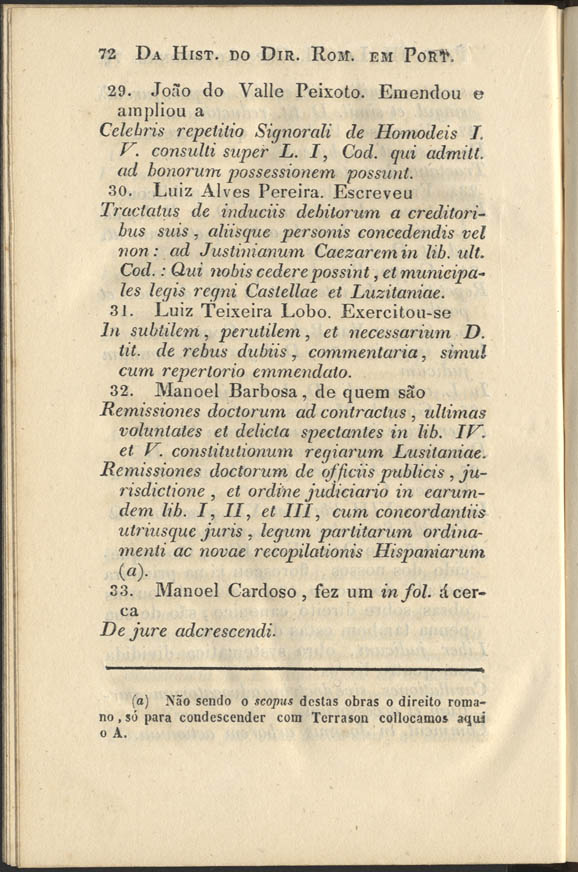 72 DA HIST. DO DIR. ROM. EM PORT.
29. João do Valle Peixoto. Emendou e
ampliou a
Celebris repetitio Signorali de Homodeis I.
V. consulti super L. I, Cod. qui admitt.
ad bonorum possessionem possunt.
30. Luiz Alves Pereira. Escreveu
Tractatus de induciis debitorum a creditori-
bus suis, aliisque personis concedendis vel
non: ad Justinianum Caezarem in lib. ult.
Cod.: Qui nobis cedere possint, et municipa-
les legis regni Castellae et Luzitaniae.
31. Luiz Teixeira Lobo. Exercitou-se
In subtilem, perutilem, et necessarium D.
tit. de rebus dubiis, commentaria, simul
cum repertorio emmendato.
32. Manoel Barbosa, de quem são
Remissiones doctorum ad contractus, ultimas
voluntates et delicta spectantes in lib. IV.
et V. constitutionum regiarum Lusitaniae.
Remissiones doctorum de officiis publicis, ju-
risdictione, et ordine judiciario in earum-
dem lib. I, II, et III, cum concordantiis
utriusque juris, legum partitarum ordina-
menti ac novae recopilationis Hispaniarum
(a).
33. Manoel Cardoso, fez um in fol. ácer-
ca
De jure adcrescendi.
(a) Não sendo o scopus destas obras o direito roma-
no, só para condescender com Terrason collocamos aqui
o A.